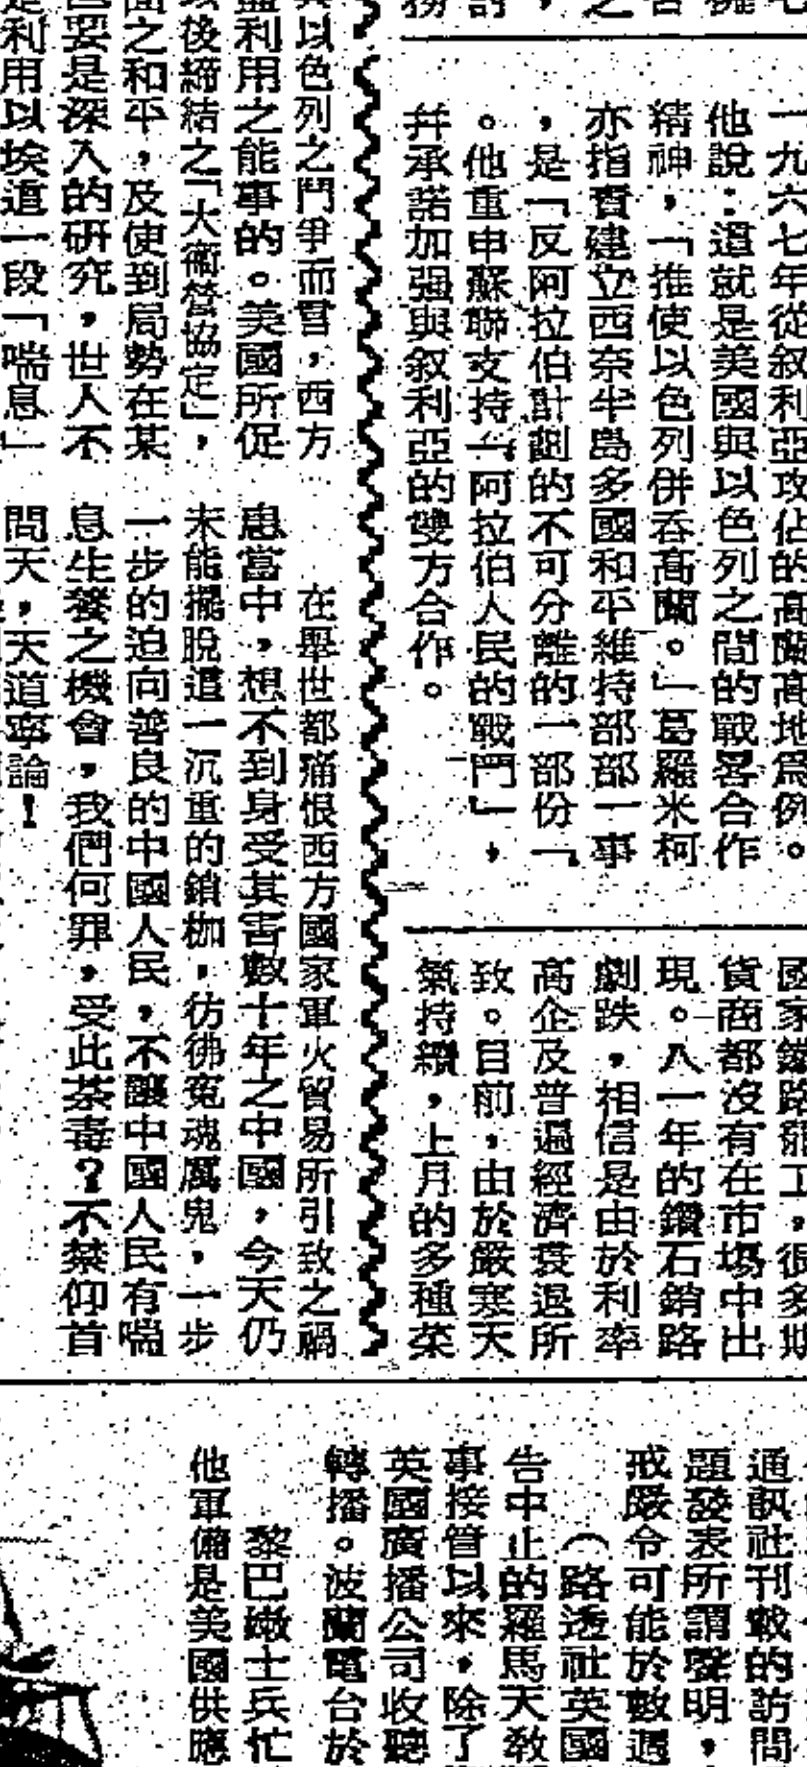 一九六七年從叙利亞攻佔的高蘭高地爲例。
他說：這就是美國與以色列之間的戰畧合作
精神，「推使以色列併吞高蘭。」葛羅米柯
亦指責建立西奈半島多國和平維持部部一事
，是「反阿拉伯計劃的不可分離的一部份「
。他重申蘇聯支持「阿拉伯人民的戰鬥」，
幷承諾加强與叙利亞的雙方合作。
國家鐵路罷工，很多班
貨商都沒有在市場中出
現。八一年的鑽石銷路
劇跌，相信是由於利率
高企及普遍經濟衰退所
致。目前，由於嚴寒天
氣持續，上月的多種菜
以色列之鬥爭而言，西方
盡利用之能事的。美國所促
後締結之「大衞營協定」，
面之和平，及使到局勢在某
要是深入的研究，世人不
是利用以埃這一段「喘息」
在舉世都痛恨西方國家軍火貿易所引致之禍
患當中，想不到身受其害數十年之中國，今天仍
未能擺脫這一沉重的鎖枷，彷彿冤魂厲鬼，一步
一步的迫向善良的中國人民，不讓中國人民有喘
息生發之機會，我們何罪，受此荼毒？不禁仰首
問天，天道寧論！
通訊社刊載的訪問
題發表所謂聲明，
戒嚴令可能於數週
（路透社英國
告中止的羅馬天敎
事接管以來，除了
英國廣播公司收聽
轉播。波蘭電台於
黎巴嫩士兵忙
他軍備是美國供應